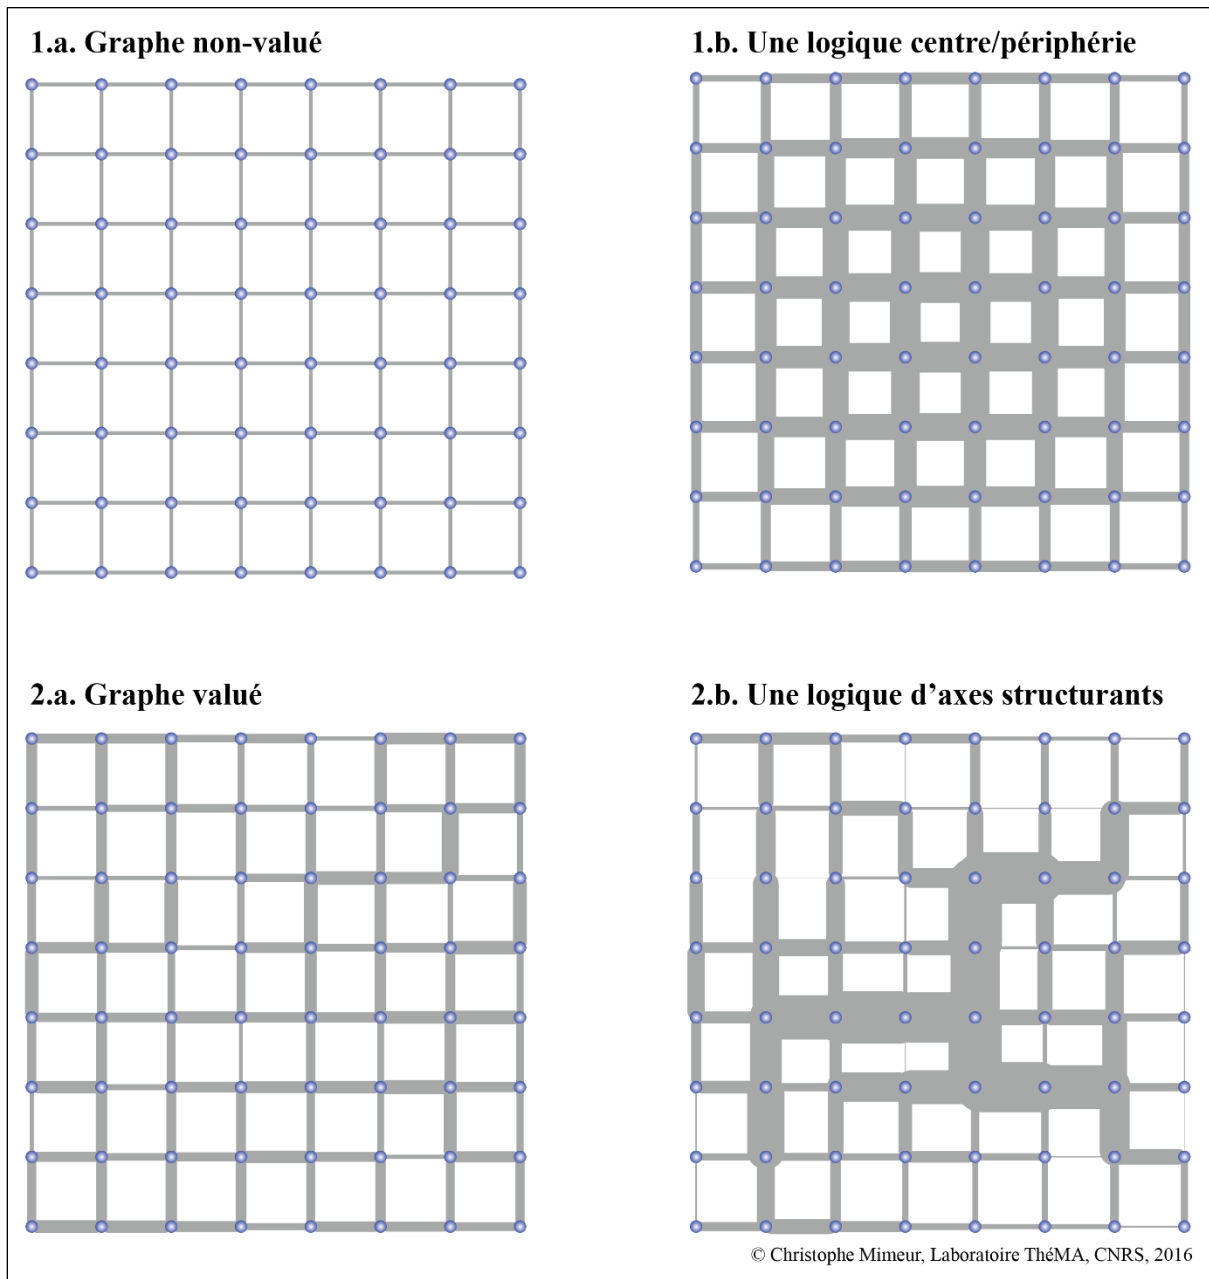 1.a. Graphe non-valué
1.b. Une logique centre/périphérie
2.a. Graphe valué
2.b. Une logique d’axes structurants
© Christophe Mimeur, Laboratoire ThéMA, CNRS, 2016